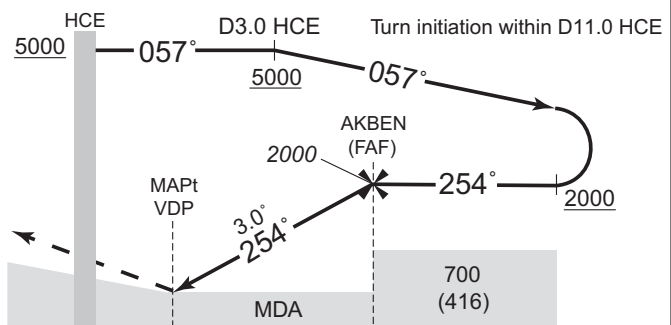 HCE
D3.0 HCE
Turn initiation within D11.0 HCE
5000
057°
5000
057°
AKBEN
(FAF)
2000
MAPt
VDP
254°
2000
3.0°
254°
700
(416)
MDA